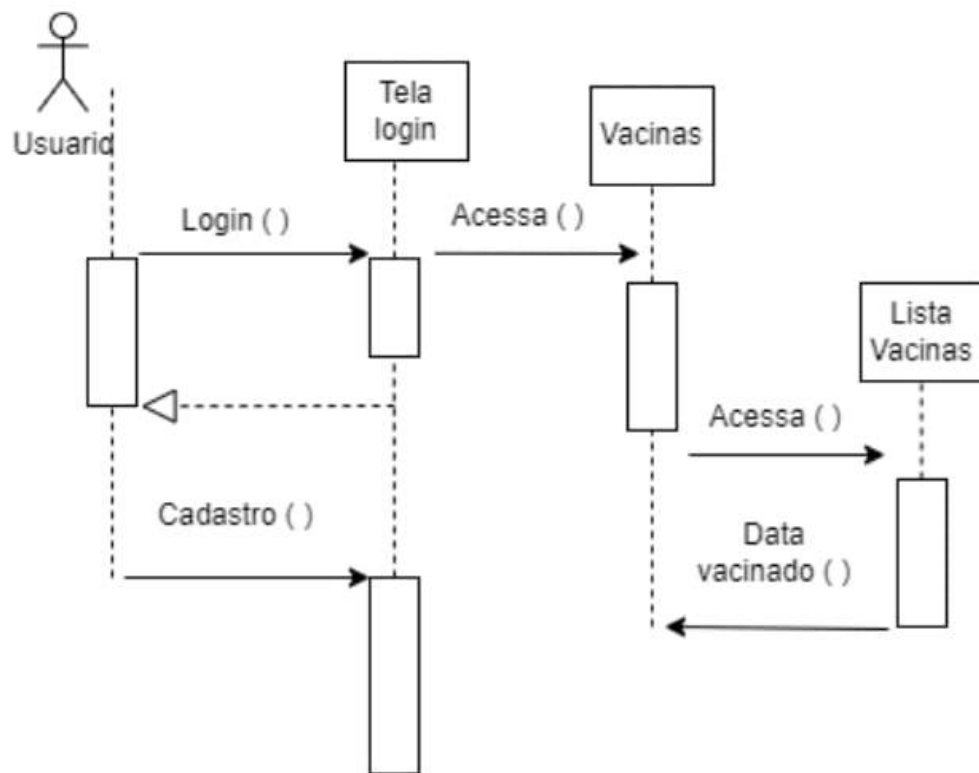 Usuario
Tela
login
Vacinas
Login ( )
Acessa ( )
Lista
Vacinas
Acessa ( )
Cadastro ( )
Data
vacinado ( )